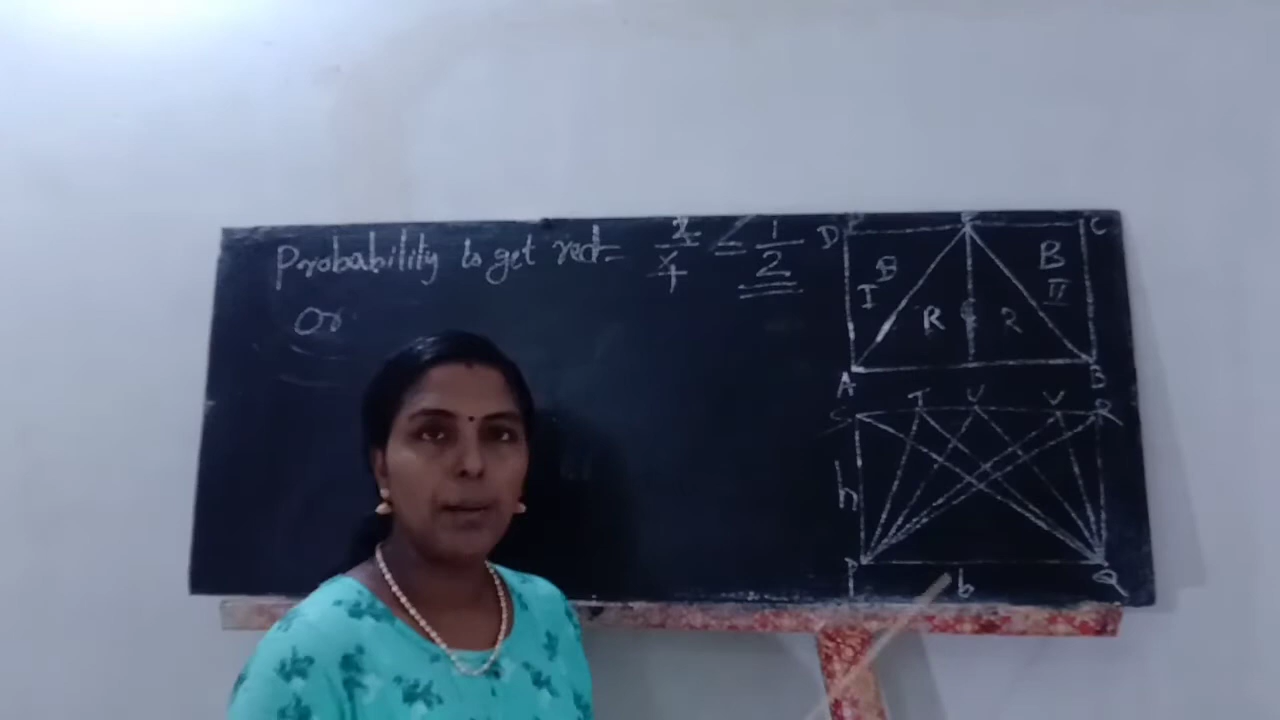 Probability to get red = 2/4 = 1/2
Or
D C
B B
I II
R R
A B
S T U V R
h
P b Q